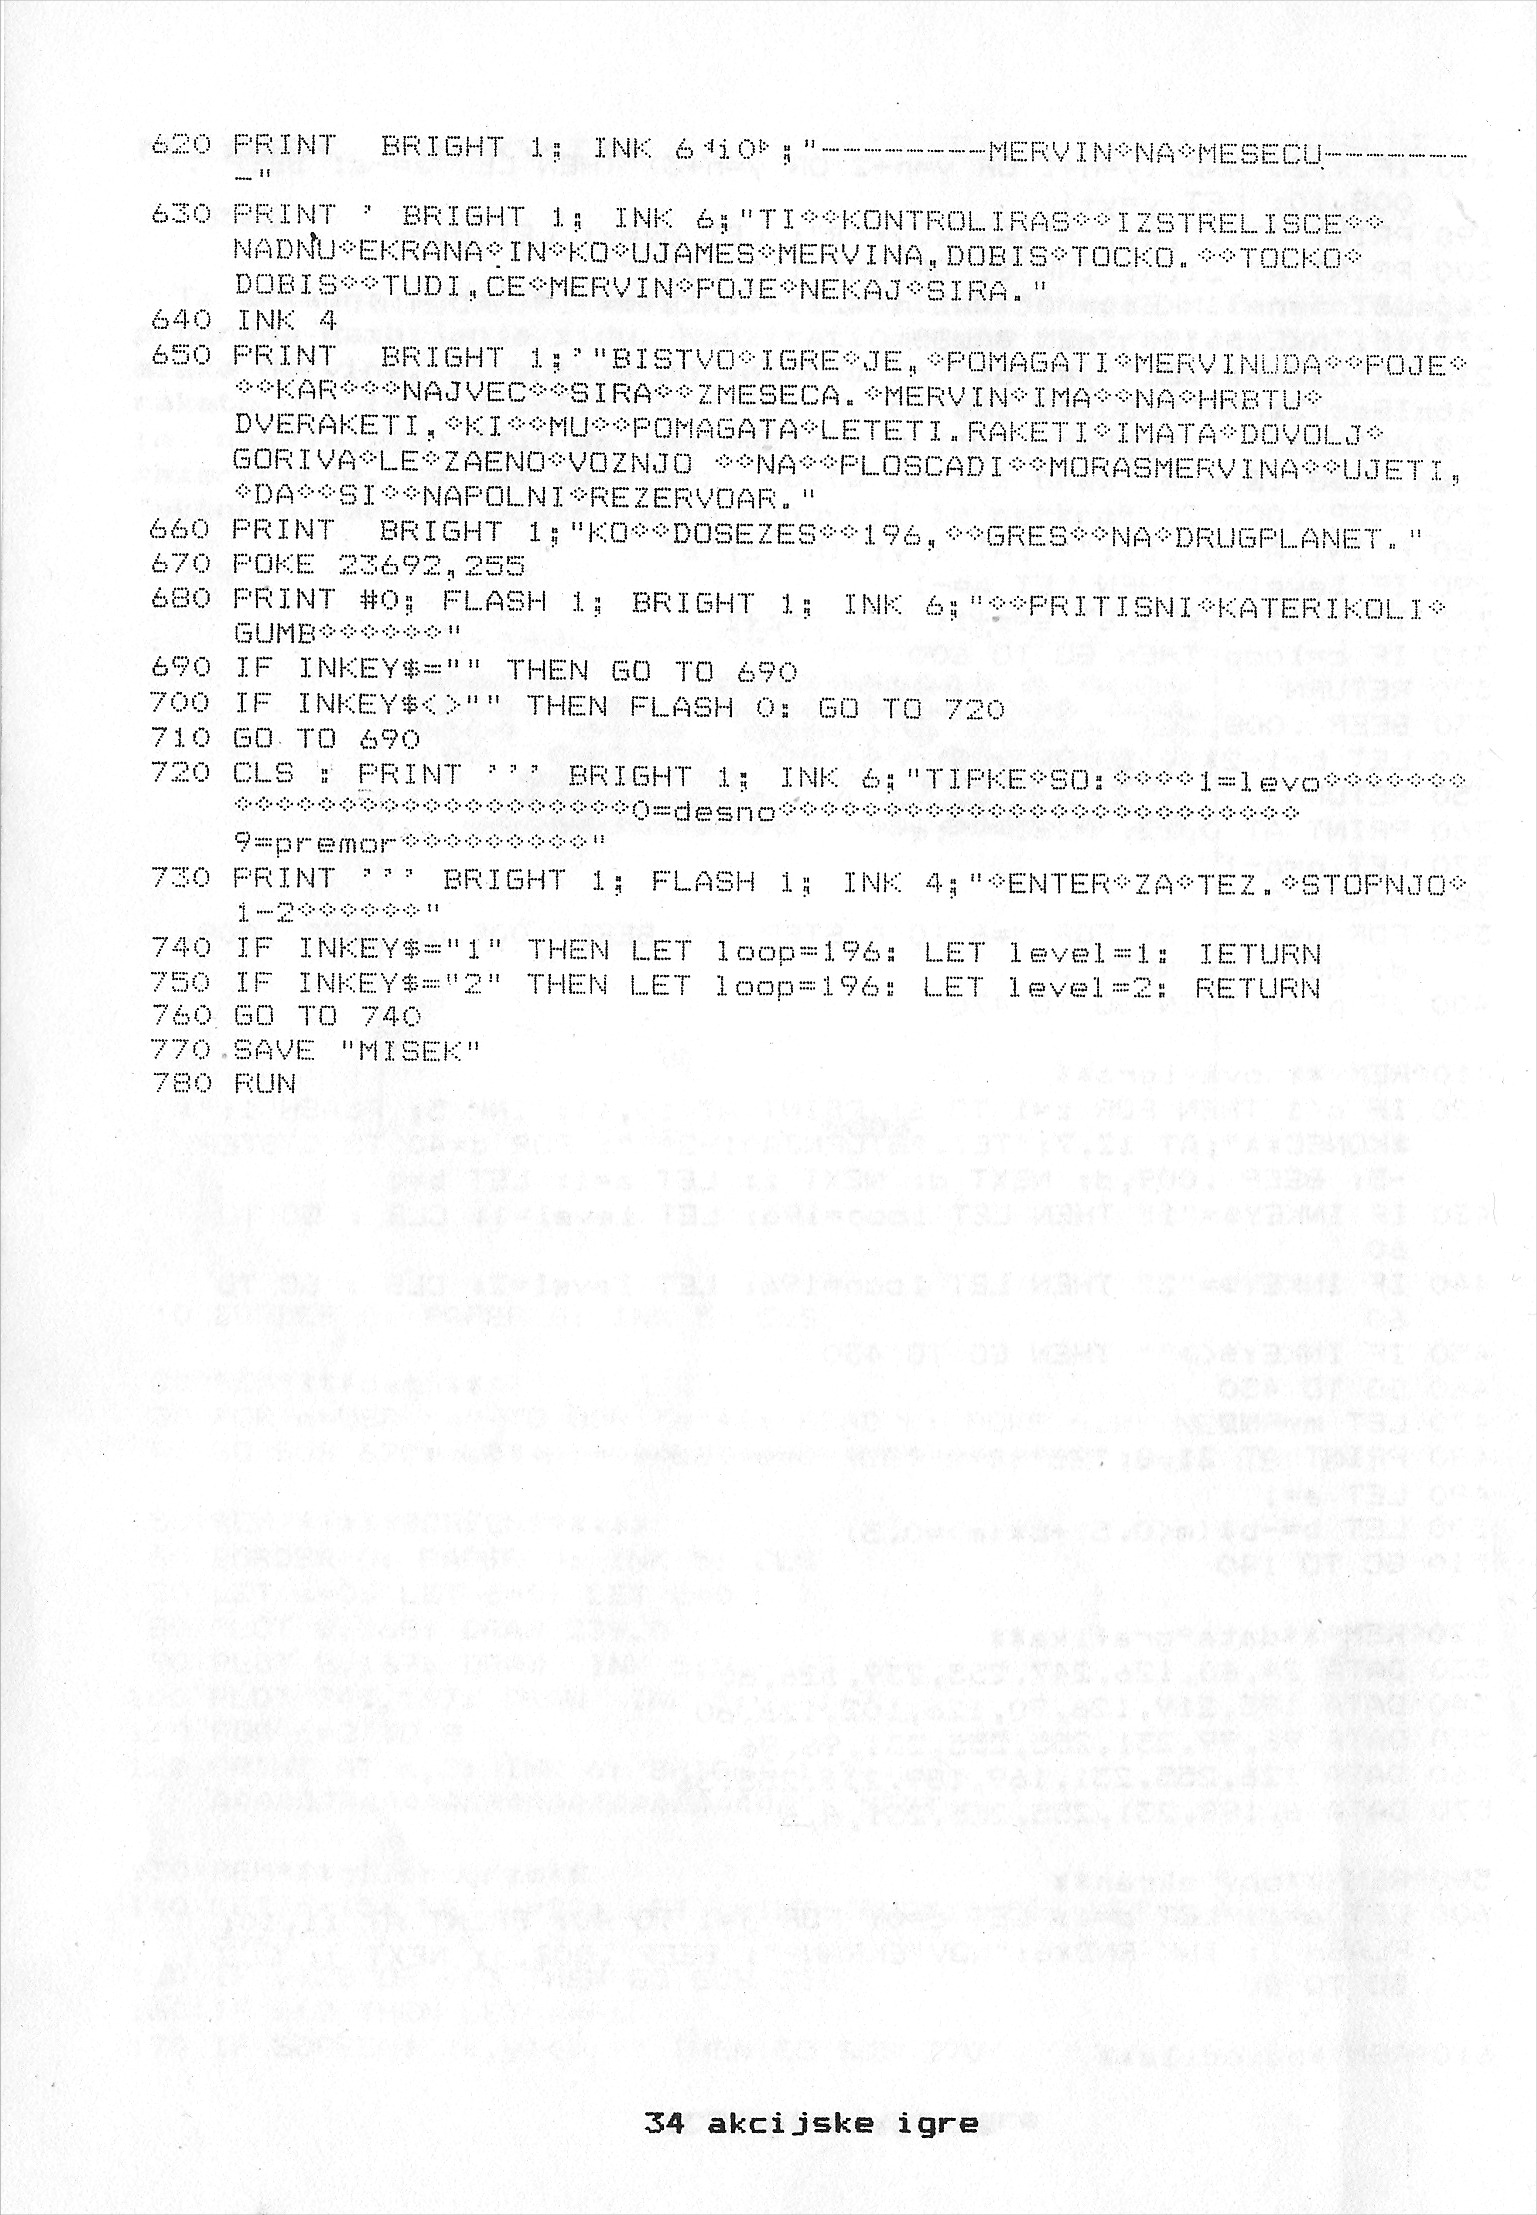 620 PRINT  BRIGHT 1; INK 6◃i0▹;"---------MERVIN◇NA◇MESECU-------
-"
630 PRINT ' BRIGHT 1; INK 6;"TI◇◇KONTROLIRAS◇◇IZSTRELISCE◇◇
NADNU◇EKRANA◇IN◇KO◇UJAMES◇MERVINA,DOBIS◇TOCKO.◇◇TOCKO◇
DOBIS◇◇TUDI,CE◇MERVIN◇POJE◇NEKAJ◇SIRA."
640 INK 4
650 PRINT  BRIGHT 1;'"BISTVO◇IGRE◇JE,◇POMAGATI◇MERVINUDA◇◇POJE◇
◇◇KAR◇◇◇NAJVEC◇◇SIRA◇◇ZMESECA.◇MERVIN◇IMA◇◇NA◇HRBTU◇
DVERAKETI,◇KI◇◇MU◇◇POMAGATA◇LETETI.RAKETI◇IMATA◇DOVOLJ◇
GORIVA◇LE◇ZAENO◇VOZNJO ◇◇NA◇◇PLOSCADI◇◇MORASMERVINA◇◇UJETI,
◇DA◇◇SI◇◇NAPOLNI◇REZERVOAR."
660 PRINT  BRIGHT 1;"KO◇◇DOSEZES◇◇196,◇◇GRES◇◇NA◇DRUGPLANET."
670 POKE 23692,255
680 PRINT #0; FLASH 1; BRIGHT 1; INK 6;"◇◇PRITISNI◇KATERIKOLI◇
GUMB◇◇◇◇◇◇"
690 IF INKEY$="" THEN GO TO 690
700 IF INKEY$<>"" THEN FLASH 0: GO TO 720
710 GO TO 690
720 CLS : PRINT ''' BRIGHT 1; INK 6;"TIPKE◇SO:◇◇◇◇1=levo◇◇◇◇◇◇◇
◇◇◇◇◇◇◇◇◇◇◇◇◇◇◇◇◇◇◇0=desno◇◇◇◇◇◇◇◇◇◇◇◇◇◇◇◇◇◇◇◇◇◇◇◇◇
9=premor◇◇◇◇◇◇◇◇◇"
730 PRINT ''' BRIGHT 1; FLASH 1; INK 4;"◇ENTER◇ZA◇TEZ.◇STOPNJO◇
1-2◇◇◇◇◇◇"
740 IF INKEY$="1" THEN LET loop=196: LET level=1: IETURN
750 IF INKEY$="2" THEN LET loop=196: LET level=2: RETURN
760 GO TO 740
770 SAVE "MISEK"
780 RUN
34 akcijske igre